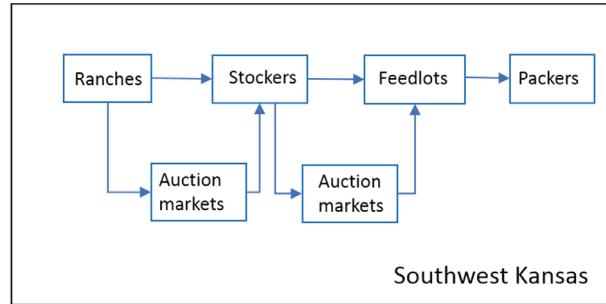 Ranches
Stockers
Feedlots
Packers
Auction
markets
Auction
markets
Southwest Kansas